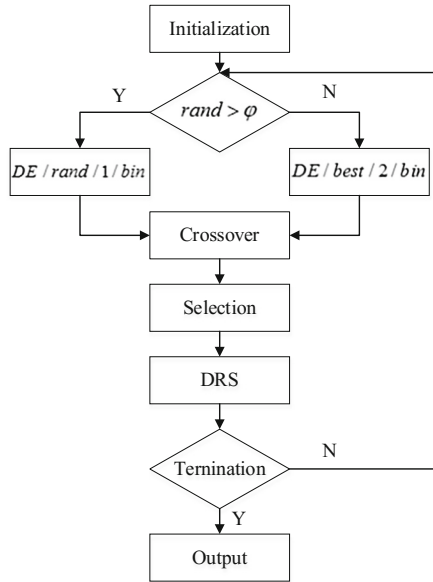 Initialization
Y
rand > φ
N
DE / rand / 1 / bin
DE / best / 2 / bin
Crossover
Selection
DRS
Ternination
N
Y
Output